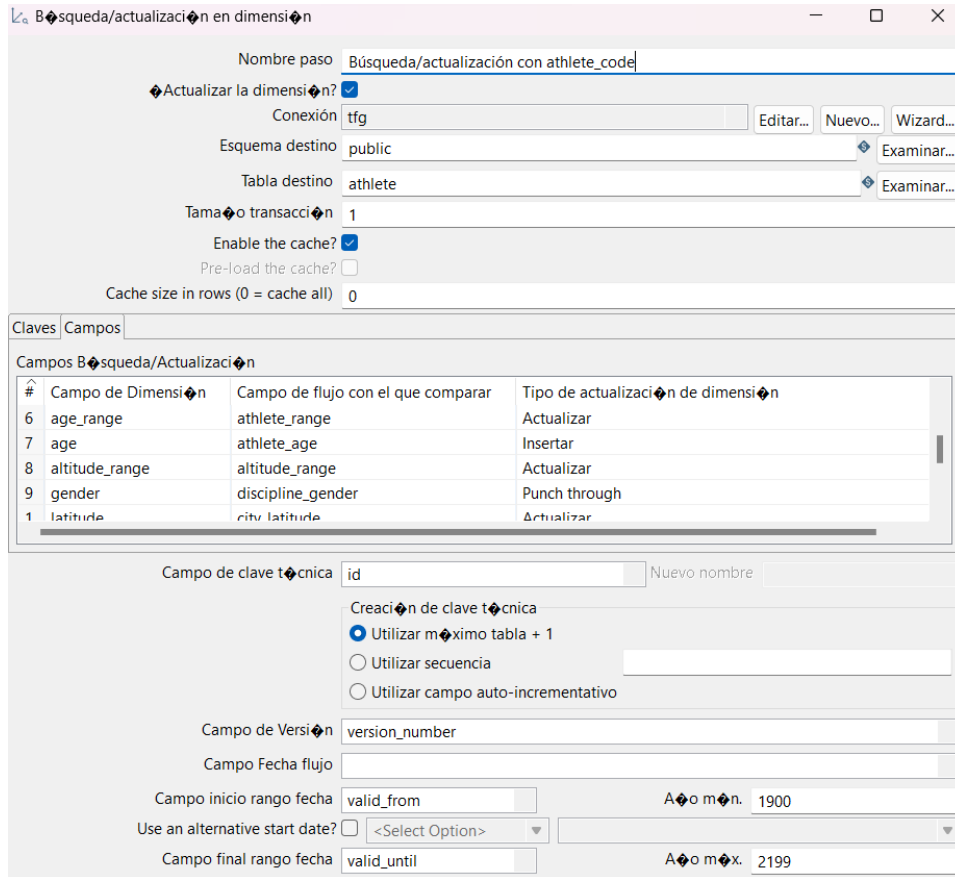 B�squeda/actualizaci�n en dimensi�n
Nombre paso Búsqueda/actualización con athlete_code
�Actualizar la dimensi�n?
Conexión tfg Editar... Nuevo... Wizard...
Esquema destino public Examinar...
Tabla destino athlete Examinar...
Tama�o transacci�n 1
Enable the cache?
Pre-load the cache?
Cache size in rows (0 = cache all) 0
Claves Campos
Campos B�squeda/Actualizaci�n
# Campo de Dimensi�n Campo de flujo con el que comparar Tipo de actualizaci�n de dimensi�n
6 age_range athlete_range Actualizar
7 age athlete_age Insertar
8 altitude_range altitude_range Actualizar
9 gender discipline_gender Punch through
1 latitude city_latitude Actualizar
Campo de clave t�cnica id Nuevo nombre
Creaci�n de clave t�cnica
Utilizar m�ximo tabla + 1
Utilizar secuencia
Utilizar campo auto-incrementativo
Campo de Versi�n version_number
Campo Fecha flujo
Campo inicio rango fecha valid_from A�o m�n. 1900
Use an alternative start date? <Select Option>
Campo final rango fecha valid_until A�o m�x. 2199